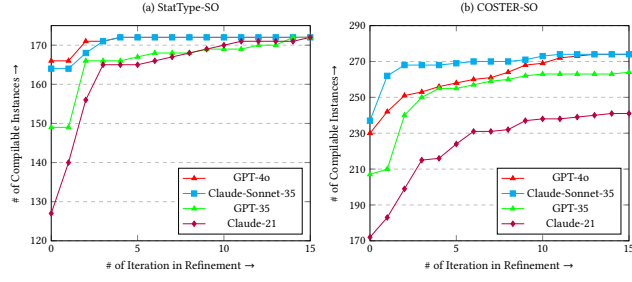 (a) StatType-SO
# of Compilable Instances→
170
160
150
140
130
120
0
5
10
15
# of Iteration in Refinement →
GPT-4o
Claude-Sonnet-35
GPT-35
Claude-21
(b) COSTER-SO
# of Compilable Instances→
290
270
250
230
210
190
170
0
5
10
15
# of Iteration in Refinement →
GPT-4o
Claude-Sonnet-35
GPT-35
Claude-21